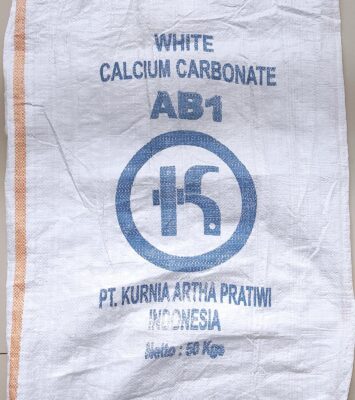 WHITE
CALCIUM CARBONATE
AB1
K
PT. KURNIA ARTHA PRATIWI
INDONESIA
Netto : 50 Kgs